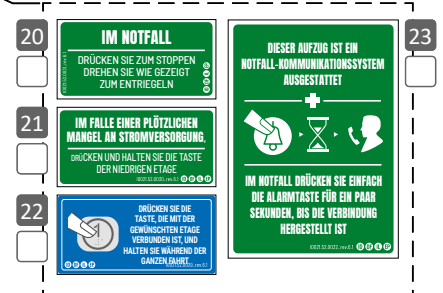 20
IM NOTFALL
DRÜCKEN SIE ZUM STOPPEN
DREHEN SIE WIE GEZEIGT
ZUM ENTRIEGELN
21
IM FALLE EINER PLÖTZLICHEN
MANGEL AN STROMVERSORGUNG,
DRÜCKEN UND HALTEN SIE DIE TASTE
DER NIEDRIGEN ETAGE
22
DRÜCKEN SIE DIE
TASTE, DIE MIT DER
GEWÜNSCHTEN ETAGE
VERBUNDEN IST, UND
HALTEN SIE WÄHREND DER
GANZEN FAHRT
23
DIESER AUFZUG IST EIN
NOTFALL-KOMMUNIKATIONSSYSTEM
AUSGESTATTET
IM NOTFALL DRÜCKEN SIE EINFACH
DIE ALARMTASTE FÜR EIN PAAR
SEKUNDEN, BIS DIE VERBINDUNG
HERGESTELLT IST